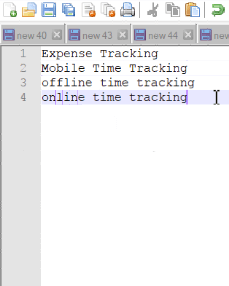 new 40
new 43
new 44
new
1 Expense Tracking
2 Mobile Time Tracking
3 offline time tracking
4 online time tracking